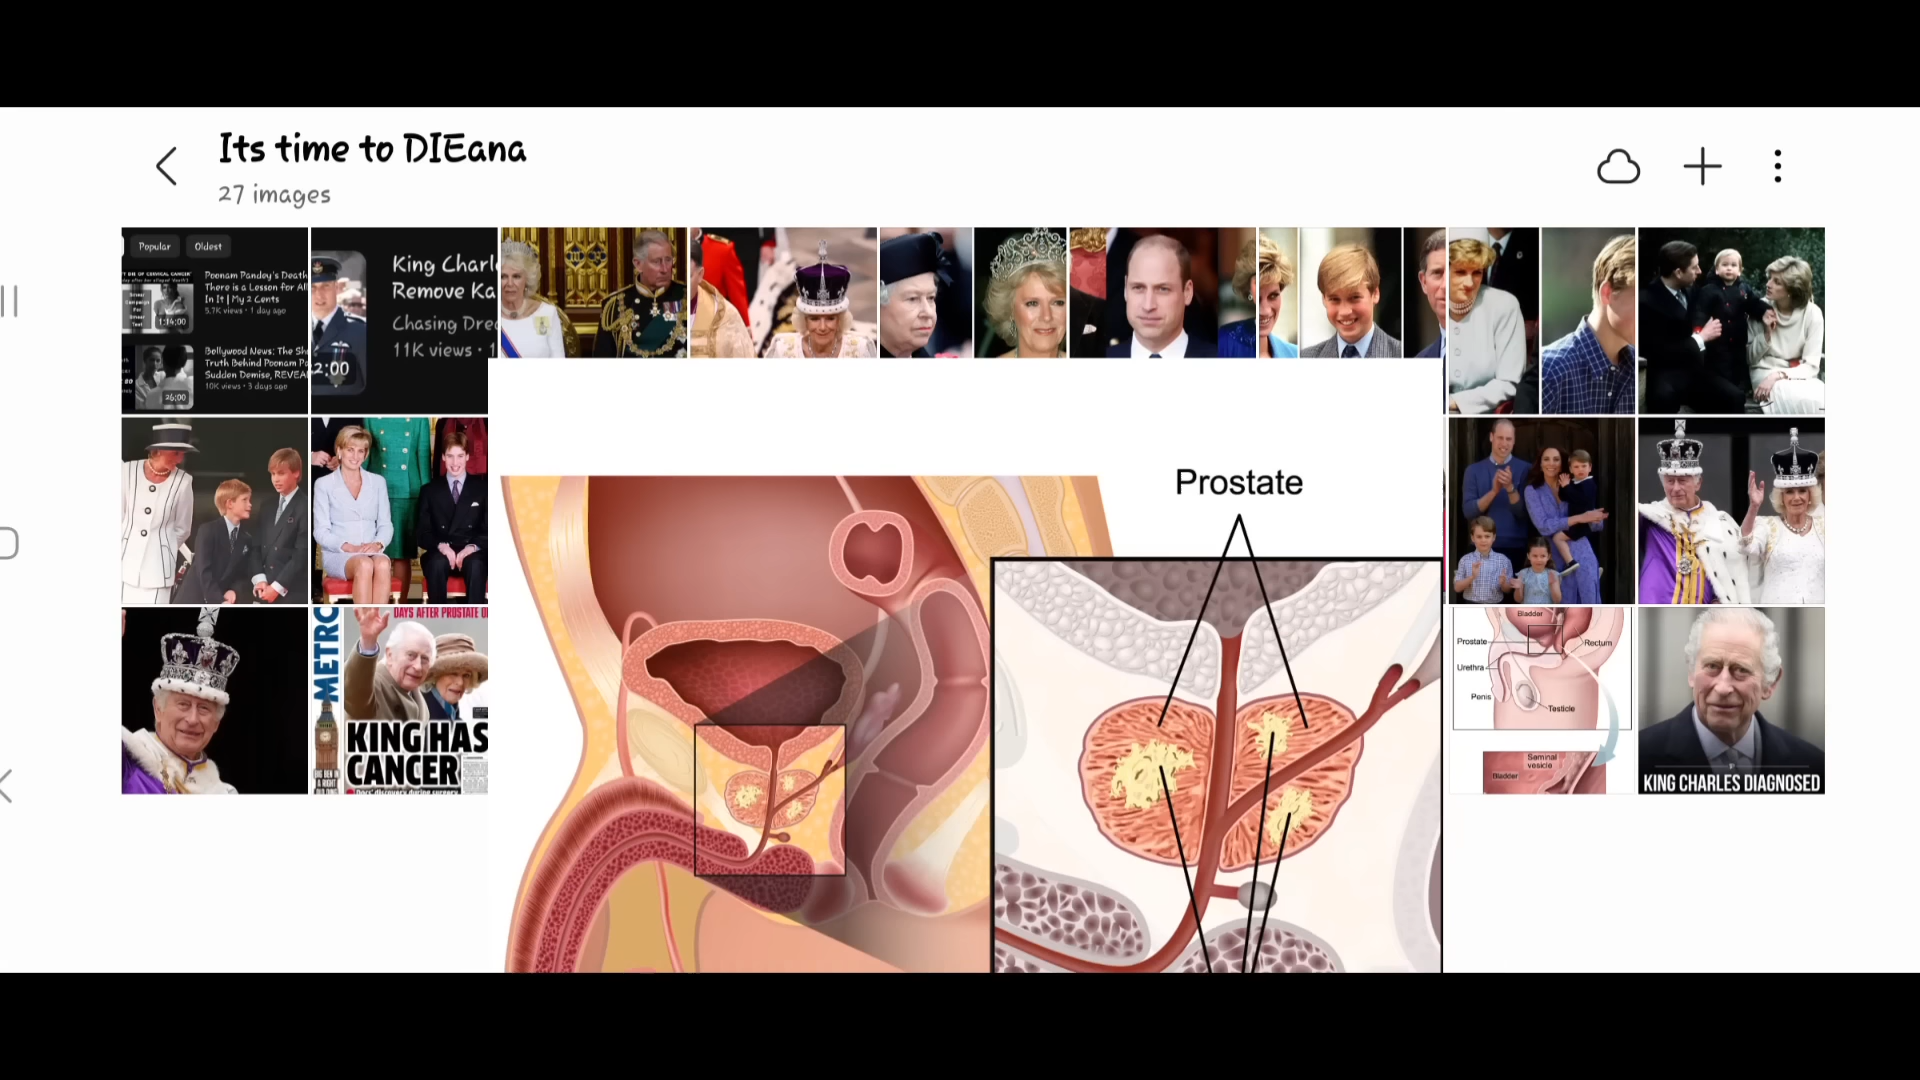 Its time to DIEana
27 images
Popular
Oldest
Poonam Pandey's Death
There is a Lesson for All
In It | My 2 Cents
5.7K views • 1 day ago
1:14:00
Bollywood News: The Sh
Truth Behind Poonam Pa
Sudden Demise, REVEA
10K views • 3 days ago
26:00
King Charl
Remove Ka
Chasing Dre
11K views • 1
2:00
Prostate
METRO
DAYS AFTER PROSTATE O
KING HAS
CANCER
Bladder
Prostate
Rectum
Urethra
Penis
Testicle
Seminal
vesicle
Bladder
KING CHARLES DIAGNOSED